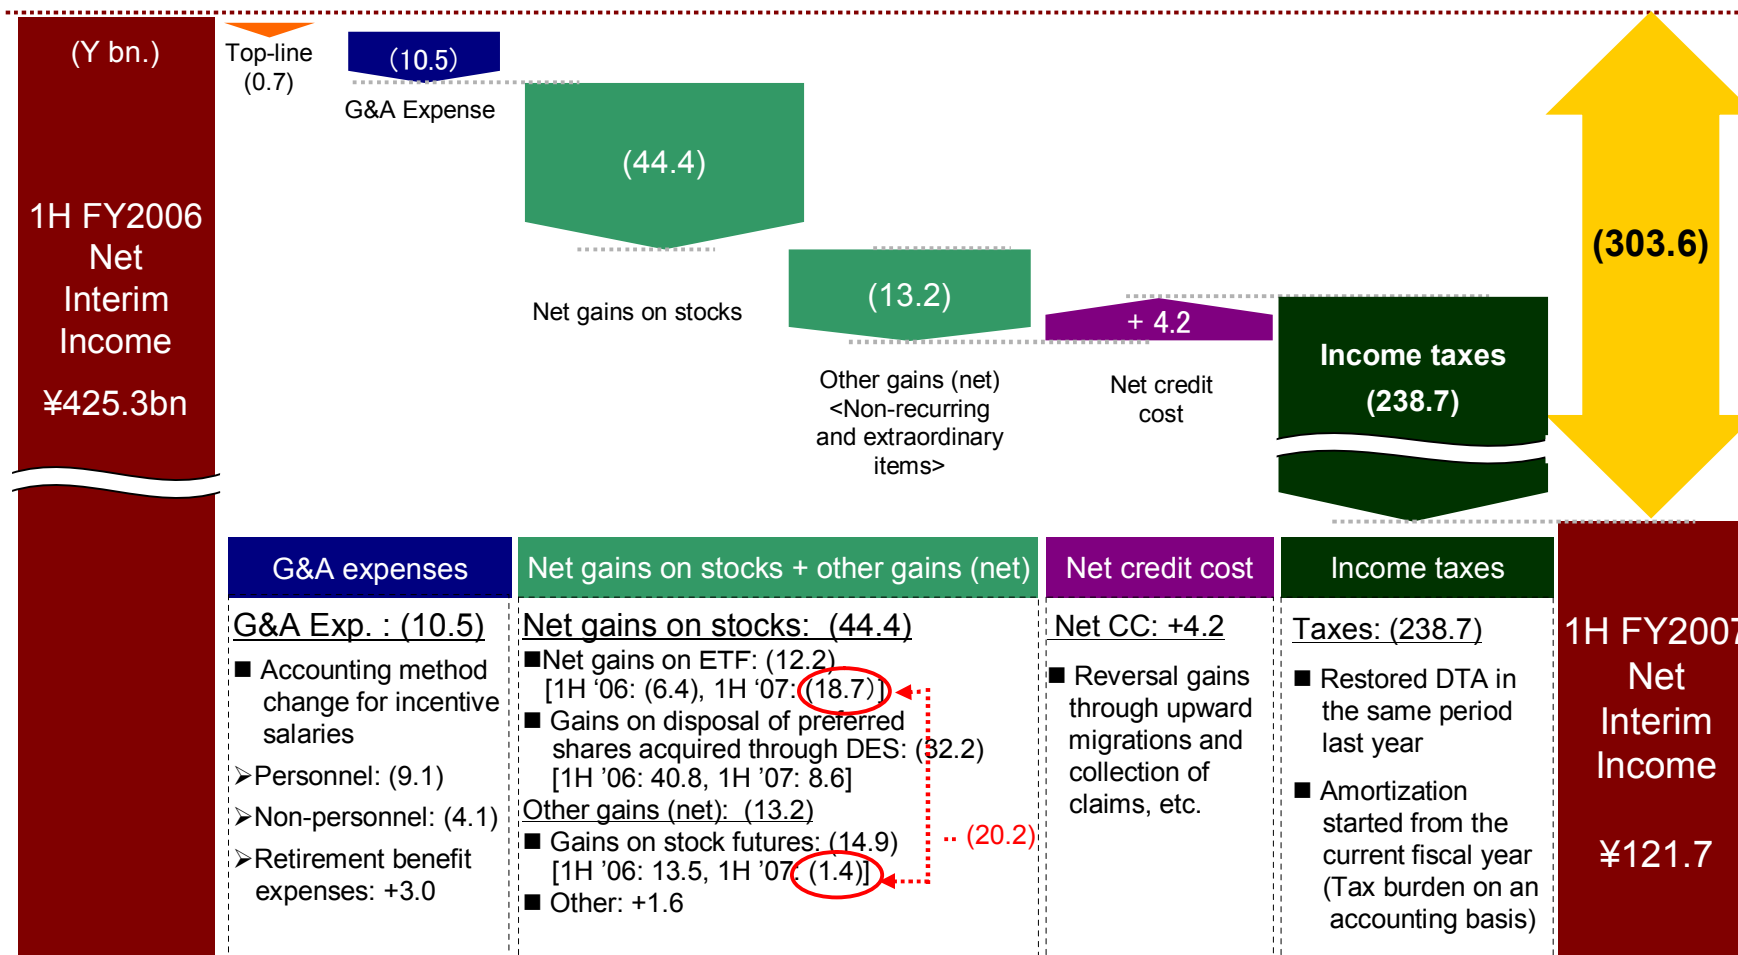 (Y bn.)
1H FY2006
Net
Interim
Income
¥425.3bn
Top-line
(0.7)
(10.5)
G&A Expense
(44.4)
Net gains on stocks
(13.2)
Other gains (net)
<Non-recurring
and extraordinary
items>
+ 4.2
Net credit
cost
Income taxes
(238.7)
(303.6)
G&A expenses
G&A Exp. : (10.5)
■ Accounting method
change for incentive
salaries
➢Personnel: (9.1)
➢Non-personnel: (4.1)
➢Retirement benefit
expenses: +3.0
Net gains on stocks + other gains (net)
Net gains on stocks: (44.4)
■Net gains on ETF: (12.2)
[1H ‘06: (6.4), 1H ‘07: (18.7)]
■ Gains on disposal of preferred
shares acquired through DES: (32.2)
[1H ’06: 40.8, 1H ’07: 8.6]
Other gains (net): (13.2)
■ Gains on stock futures: (14.9)
[1H ’06: 13.5, 1H ’07: (1.4)]
■ Other: +1.6
.. (20.2)
Net credit cost
Net CC: +4.2
■ Reversal gains
through upward
migrations and
collection of
claims, etc.
Income taxes
Taxes: (238.7)
■ Restored DTA in
the same period
last year
■ Amortization
started from the
current fiscal year
(Tax burden on an
accounting basis)
1H FY2007
Net
Interim
Income
¥121.7